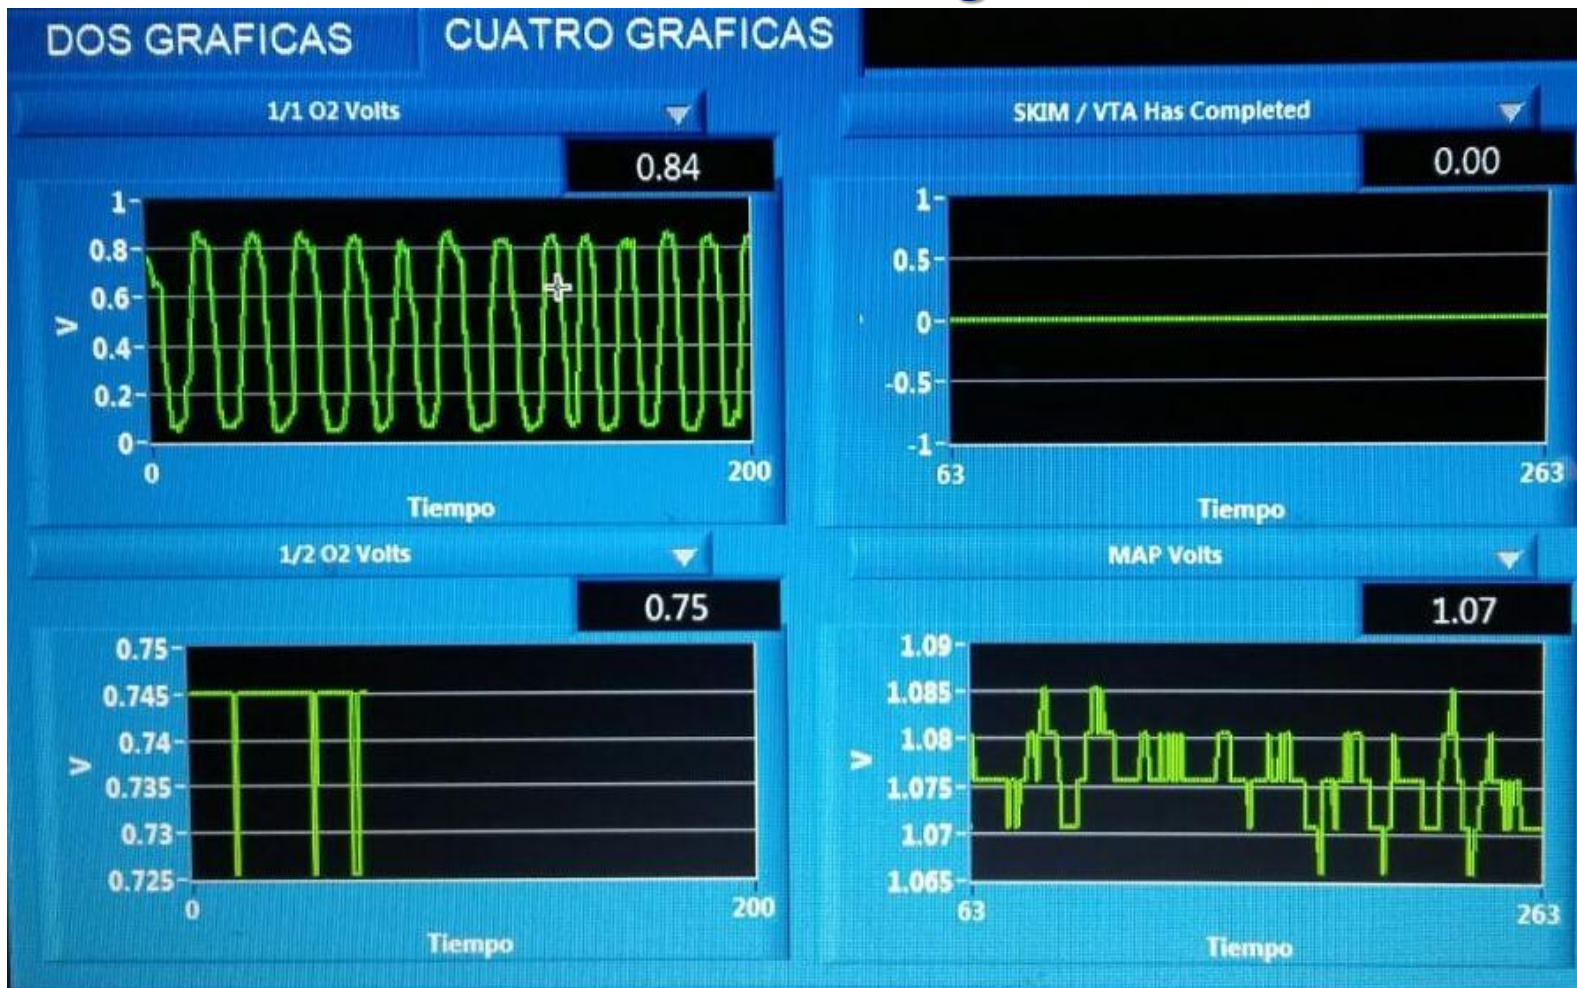 DOS GRAFICAS
CUATRO GRAFICAS
1/1 O2 Volts
0.84
1
0.8
0.6
0.4
0.2
0
V
0
200
Tiempo
SKIM / VTA Has Completed
0.00
1
0.5
0
-0.5
-1
63
263
Tiempo
1/2 O2 Volts
0.75
0.75
0.745
0.74
0.735
0.73
0.725
V
0
200
Tiempo
MAP Volts
1.07
1.09
1.085
1.08
1.075
1.07
1.065
V
63
263
Tiempo